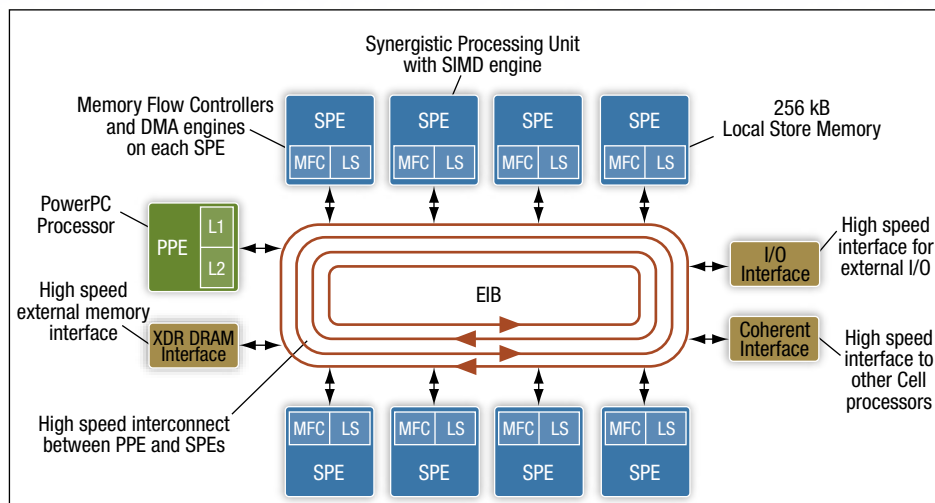 Synergistic Processing Unit
with SIMD engine
Memory Flow Controllers
and DMA engines
on each SPE
256 kB
Local Store Memory
SPE
MFC LS
SPE
MFC LS
SPE
MFC LS
SPE
MFC LS
PowerPC
Processor
PPE
L1
L2
High speed
external memory
interface
XDR DRAM
Interface
EIB
I/O
Interface
High speed
interface for
external I/O
Coherent
Interface
High speed
interface to
other Cell
processors
High speed interconnect
between PPE and SPEs
MFC LS
SPE
MFC LS
SPE
MFC LS
SPE
MFC LS
SPE